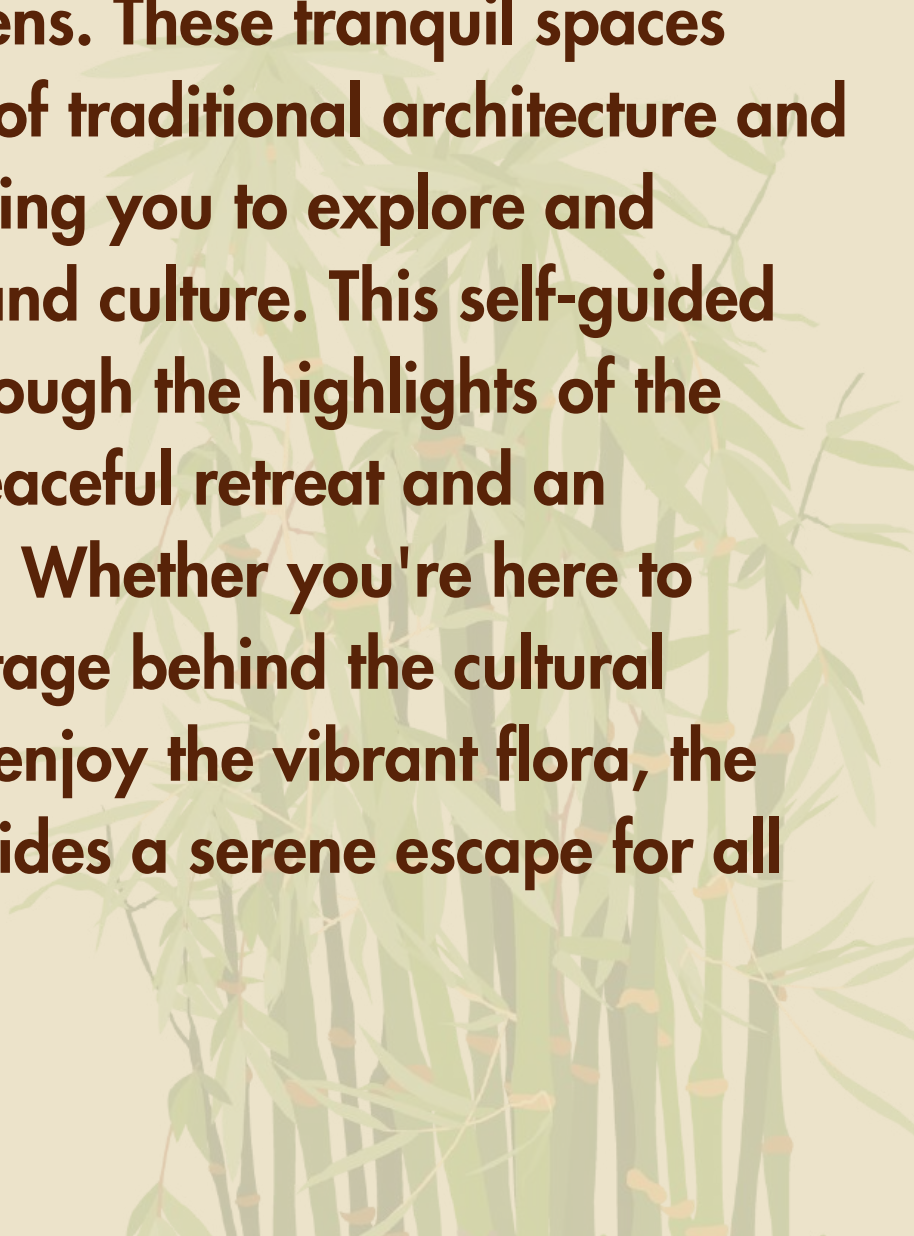 ens. These tranquil spaces
of traditional architecture and
ing you to explore and
and culture. This self-guided
ough the highlights of the
eaceful retreat and an
Whether you're here to
tage behind the cultural
enjoy the vibrant flora, the
ides a serene escape for all